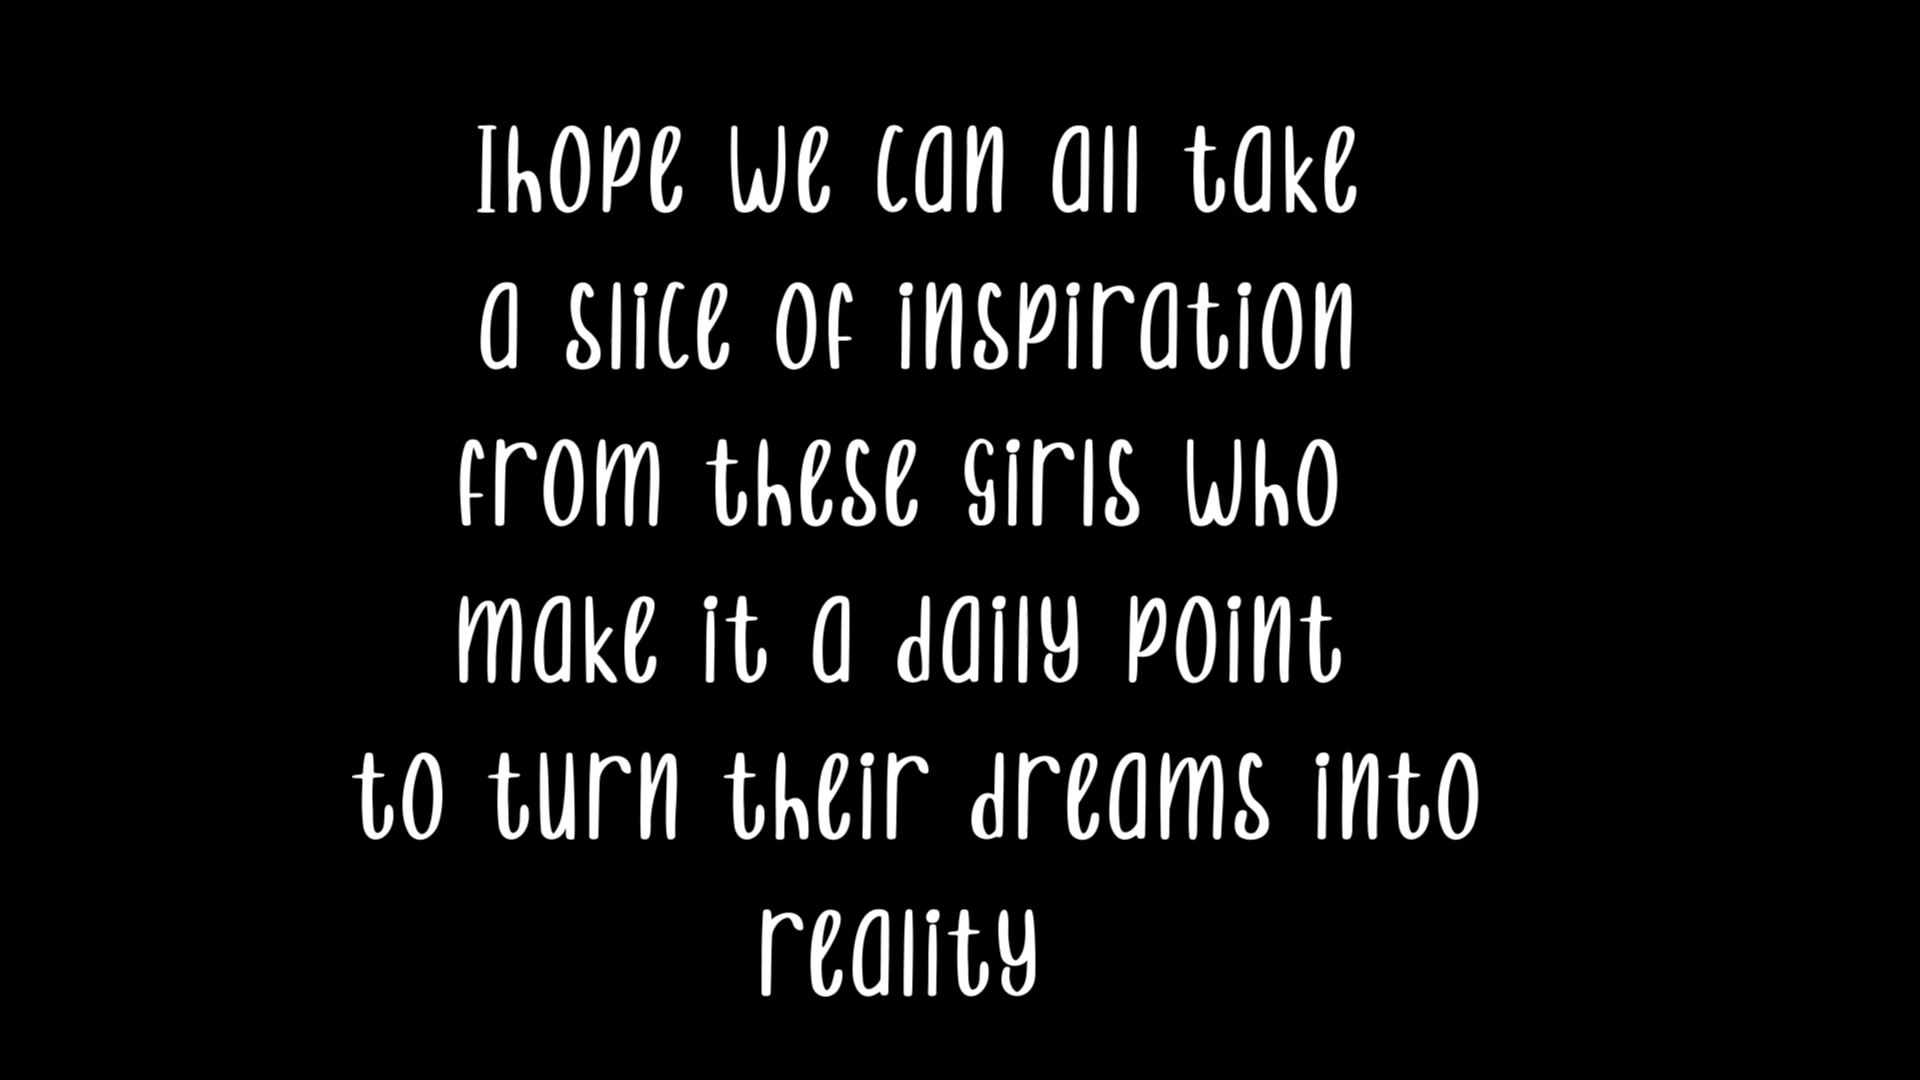 Ihope we can all take
a slice of inspiration
from these girls who
make it a daily point
to turn their dreams into
reality